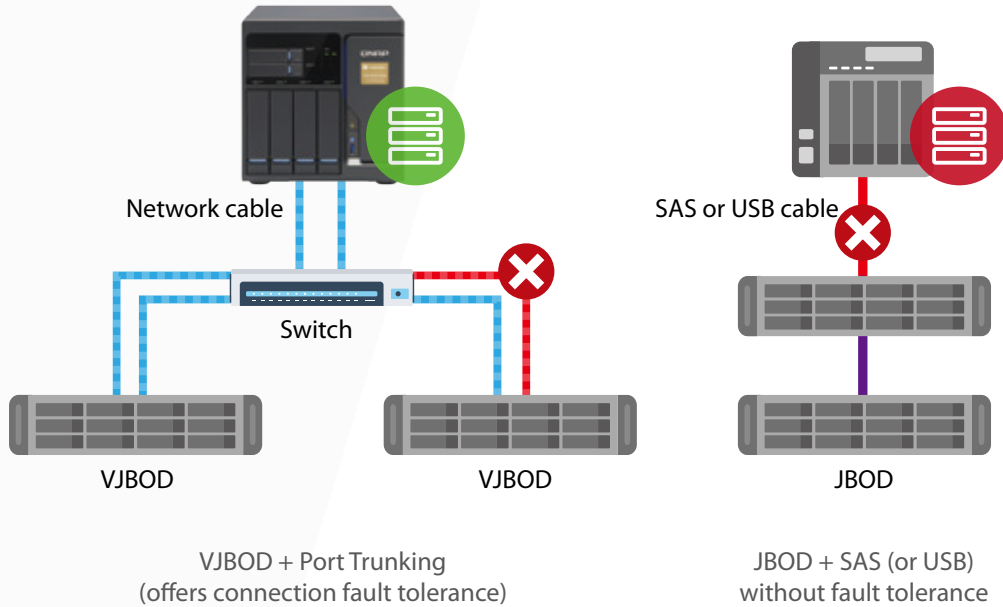 QNAP
Network cable
SAS or USB cable
Switch
VJBOD
VJBOD
JBOD
VJBOD + Port Trunking
(offers connection fault tolerance)
JBOD + SAS (or USB)
without fault tolerance